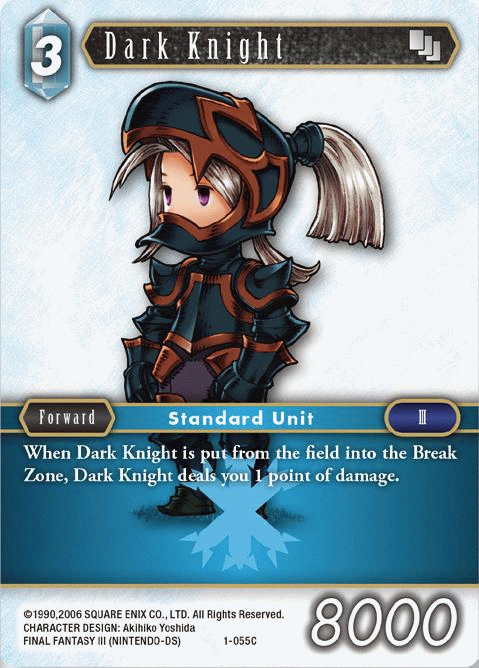 3
Dark Knight
Forward
Standard Unit
III
When Dark Knight is put from the field into the Break
Zone, Dark Knight deals you 1 point of damage.
©1990,2006 SQUARE ENIX CO., LTD. All Rights Reserved.
CHARACTER DESIGN: Akihiko Yoshida
FINAL FANTASY III (NINTENDO-DS) 1-055C
8000